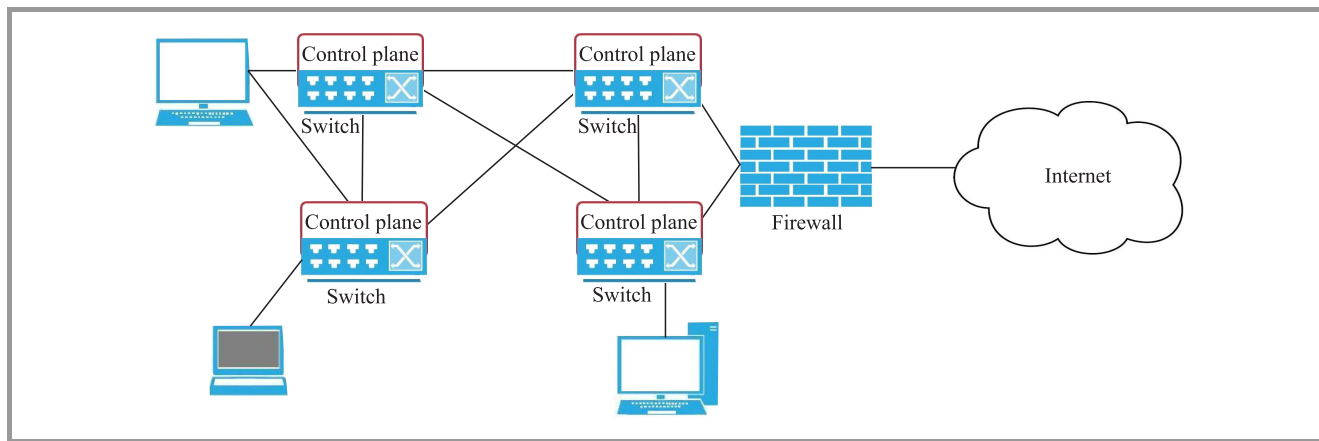 Control plane
Control plane
Switch
Switch
Control plane
Control plane
Switch
Switch
Firewall
Internet